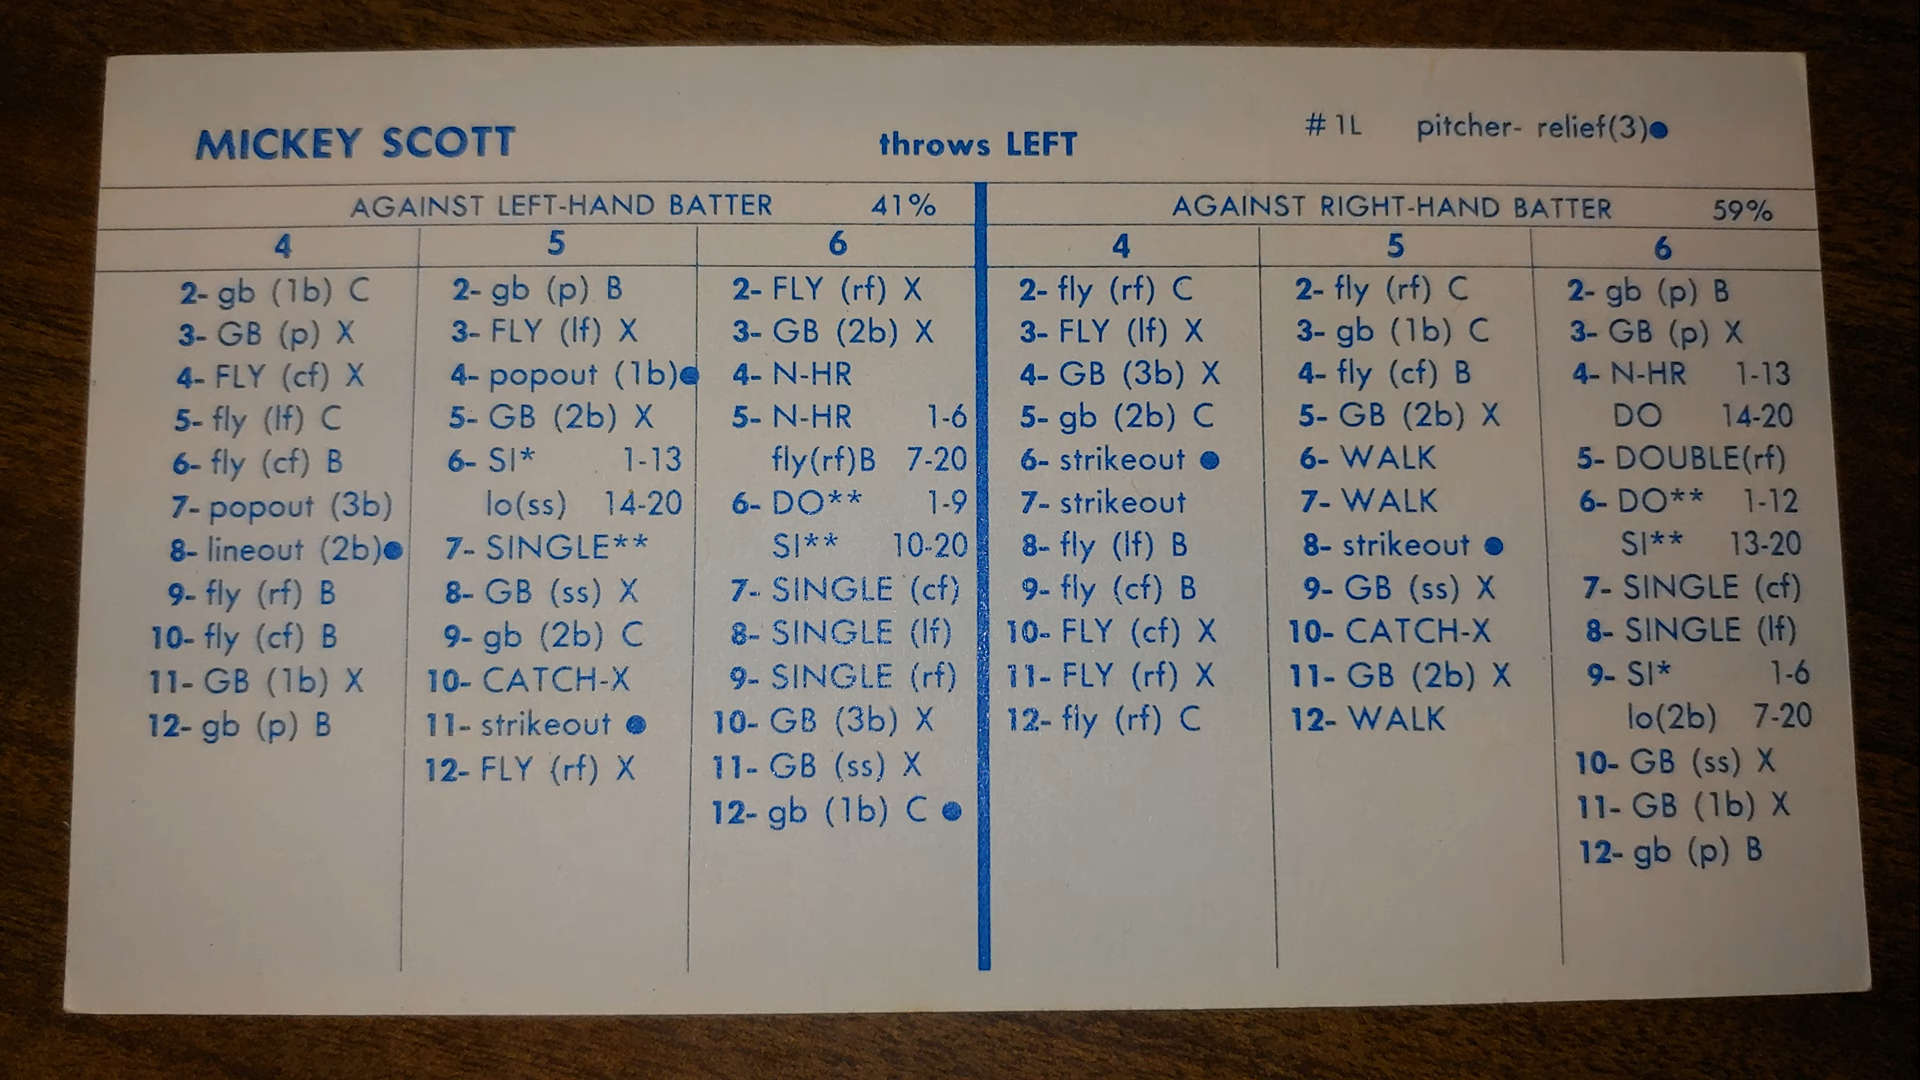 MICKEY SCOTT throws LEFT # 1L pitcher- relief(3)●
AGAINST LEFT-HAND BATTER 41% AGAINST RIGHT-HAND BATTER 59%
4 5 6 4 5 6
2- gb (1b) C
3- GB (p) X
4- FLY (cf) X
5- fly (lf) C
6- fly (cf) B
7- popout (3b)
8- lineout (2b)●
9- fly (rf) B
10- fly (cf) B
11- GB (1b) X
12- gb (p) B
2- gb (p) B
3- FLY (lf) X
4- popout (1b)●
5- GB (2b) X
6- SI* 1-13
lo(ss) 14-20
7- SINGLE**
8- GB (ss) X
9- gb (2b) C
10- CATCH-X
11- strikeout ●
12- FLY (rf) X
2- FLY (rf) X
3- GB (2b) X
4- N-HR
5- N-HR 1-6
fly(rf)B 7-20
6- DO** 1-9
SI** 10-20
7- SINGLE (cf)
8- SINGLE (lf)
9- SINGLE (rf)
10- GB (3b) X
11- GB (ss) X
12- gb (1b) C ●
2- fly (rf) C
3- FLY (lf) X
4- GB (3b) X
5- gb (2b) C
6- strikeout ●
7- strikeout
8- fly (lf) B
9- fly (cf) B
10- FLY (cf) X
11- FLY (rf) X
12- fly (rf) C
2- fly (rf) C
3- gb (1b) C
4- fly (cf) B
5- GB (2b) X
6- WALK
7- WALK
8- strikeout ●
9- GB (ss) X
10- CATCH-X
11- GB (2b) X
12- WALK
2- gb (p) B
3- GB (p) X
4- N-HR 1-13
DO 14-20
5- DOUBLE(rf)
6- DO** 1-12
SI** 13-20
7- SINGLE (cf)
8- SINGLE (lf)
9- SI* 1-6
lo(2b) 7-20
10- GB (ss) X
11- GB (1b) X
12- gb (p) B